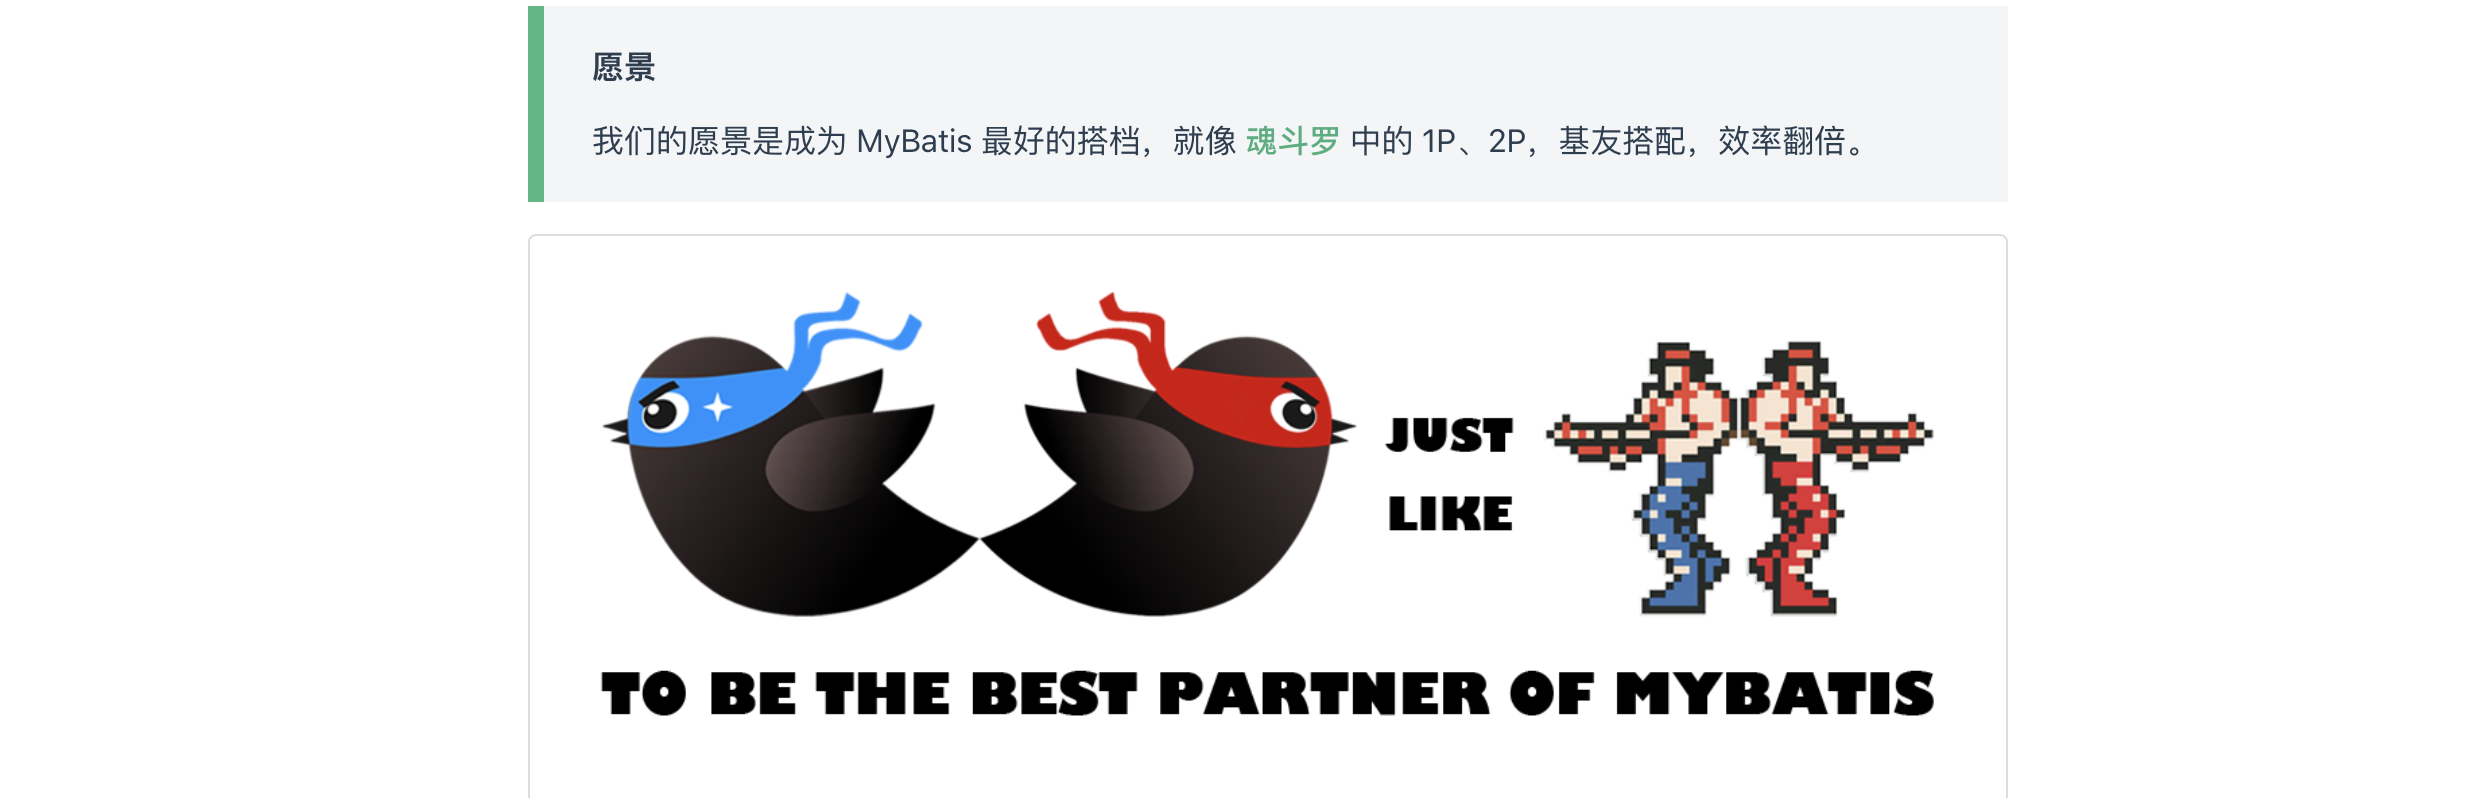 愿景
我们的愿景是成为 MyBatis 最好的搭档，就像 魂斗罗 中的 1P、2P，基友搭配，效率翻倍。
JUST
LIKE
TO BE THE BEST PARTNER OF MYBATIS